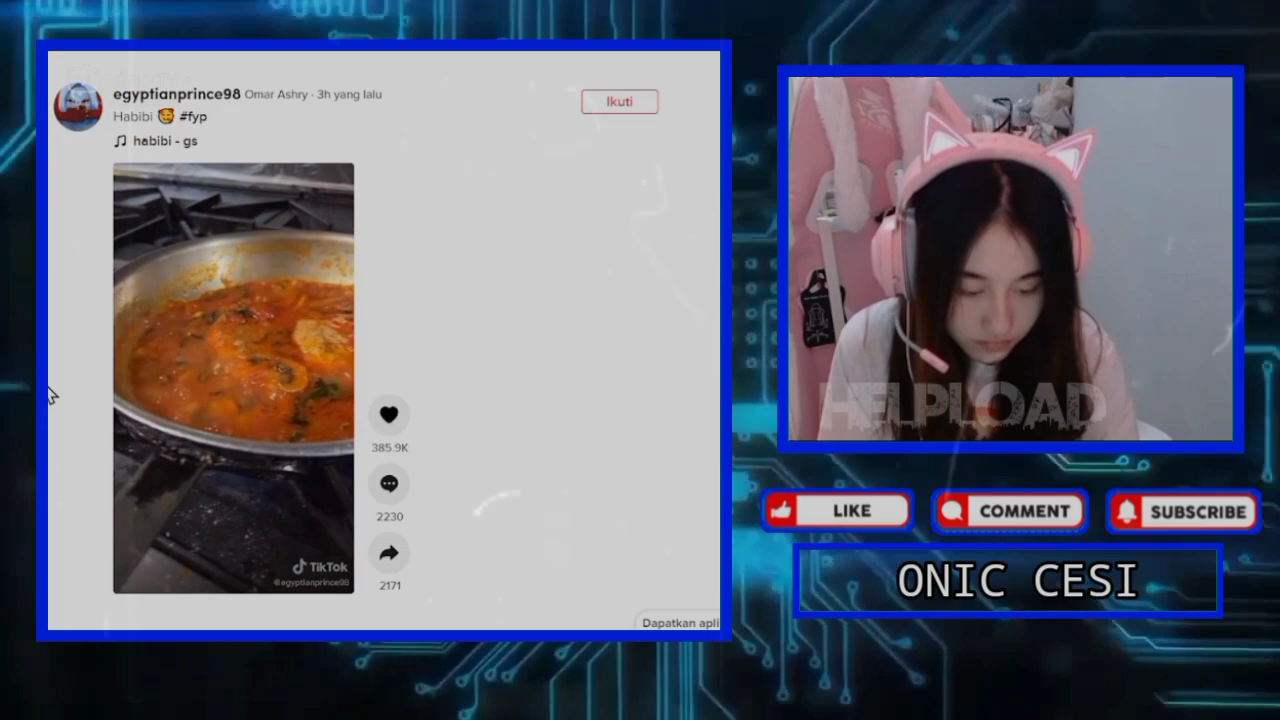 egyptianprince98 Omar Ashry · 3h yang lalu
Ikuti
Habibi 🥰 #fyp
habibi - gs
385.9K
2230
2171
TikTok
@egyptianprince98
Dapatkan apli
HELPLOAD
LIKE
COMMENT
SUBSCRIBE
ONIC CESI